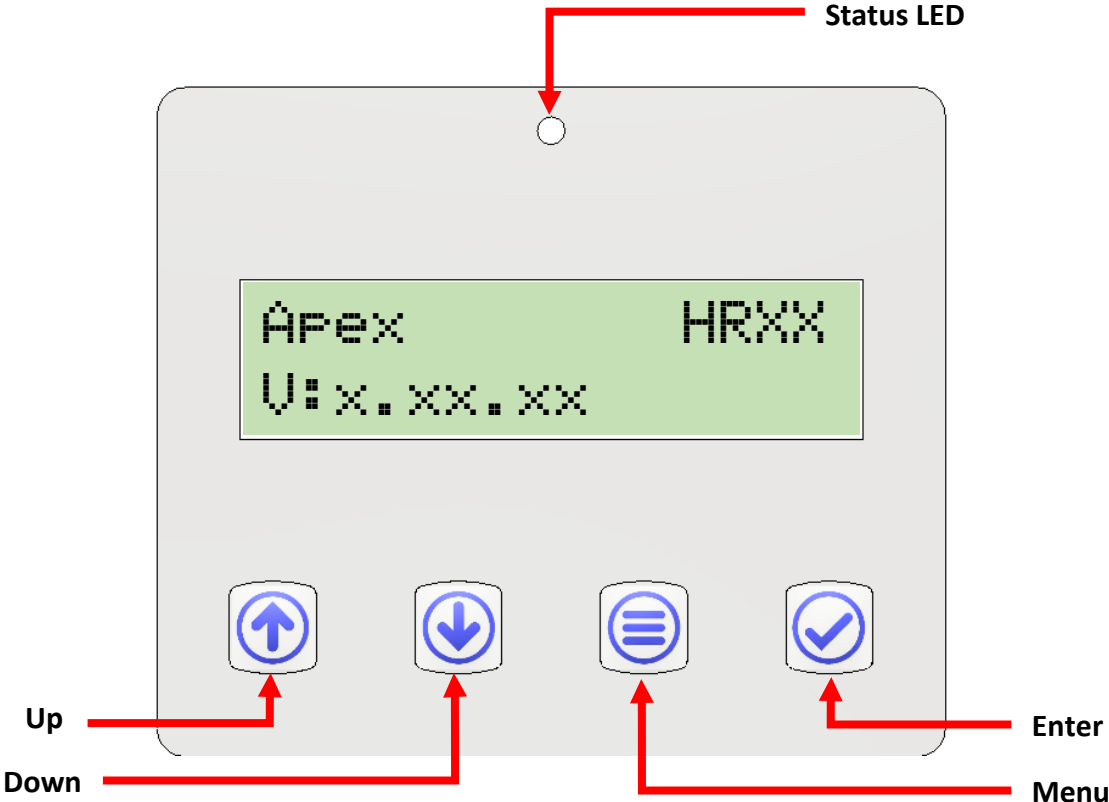 Status LED
Apex HRXX
V:x.xx.xx
Up
Enter
Down
Menu